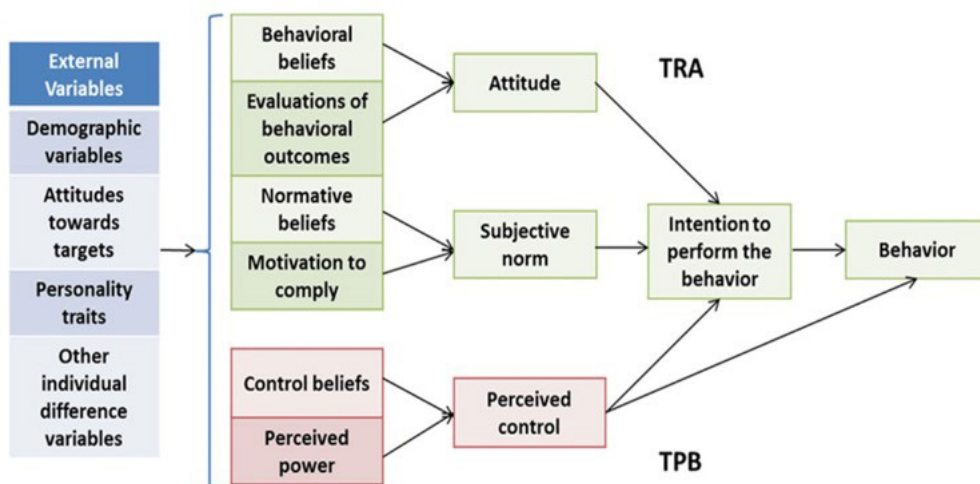 External
Variables
Demographic
variables
Attitudes
towards
targets
Personality
traits
Other
individual
difference
variables
Behavioral
beliefs
Evaluations of
behavioral
outcomes
Normative
beliefs
Motivation to
comply
Control beliefs
Perceived
power
Attitude
Subjective
norm
Perceived
control
TRA
Intention to
perform the
behavior
Behavior
TPB